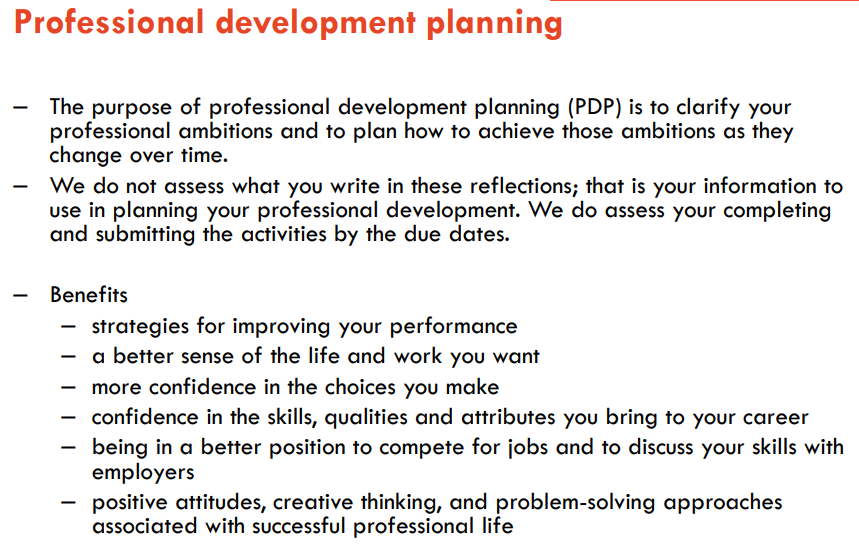 Professional development planning
– The purpose of professional development planning (PDP) is to clarify your
professional ambitions and to plan how to achieve those ambitions as they
change over time.
– We do not assess what you write in these reflections; that is your information to
use in planning your professional development. We do assess your completing
and submitting the activities by the due dates.
– Benefits
– strategies for improving your performance
– a better sense of the life and work you want
– more confidence in the choices you make
– confidence in the skills, qualities and attributes you bring to your career
– being in a better position to compete for jobs and to discuss your skills with
employers
– positive attitudes, creative thinking, and problem-solving approaches
associated with successful professional life